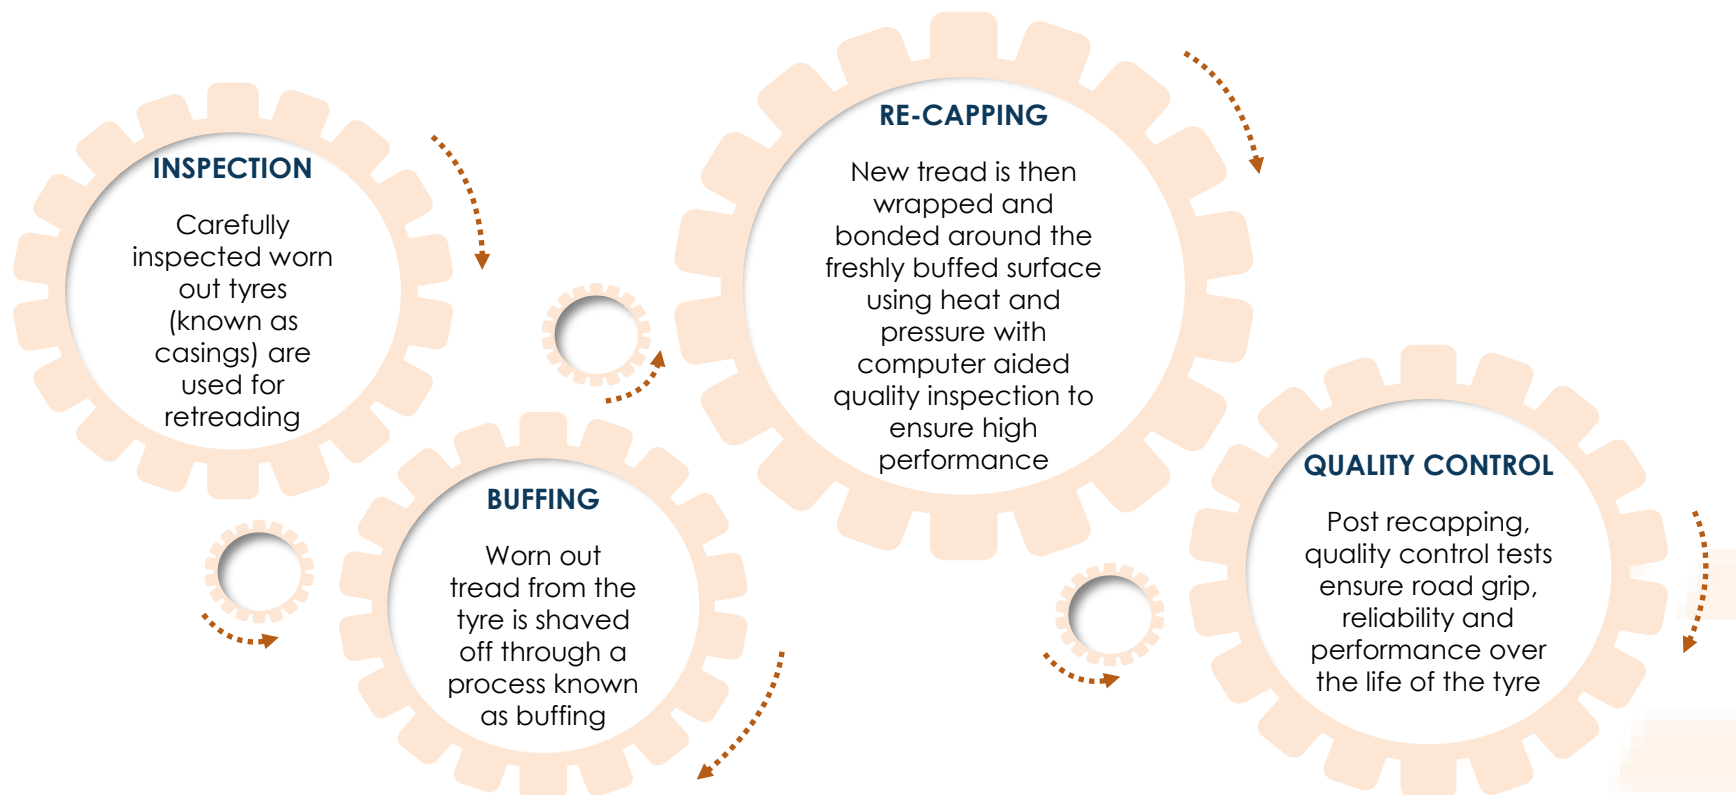 INSPECTION
Carefully
inspected worn
out tyres
(known as
casings) are
used for
retreading
BUFFING
Worn out
tread from the
tyre is shaved
off through a
process known
as buffing
RE-CAPPING
New tread is then
wrapped and
bonded around the
freshly buffed surface
using heat and
pressure with
computer aided
quality inspection to
ensure high
performance
QUALITY CONTROL
Post recapping,
quality control tests
ensure road grip,
reliability and
performance over
the life of the tyre